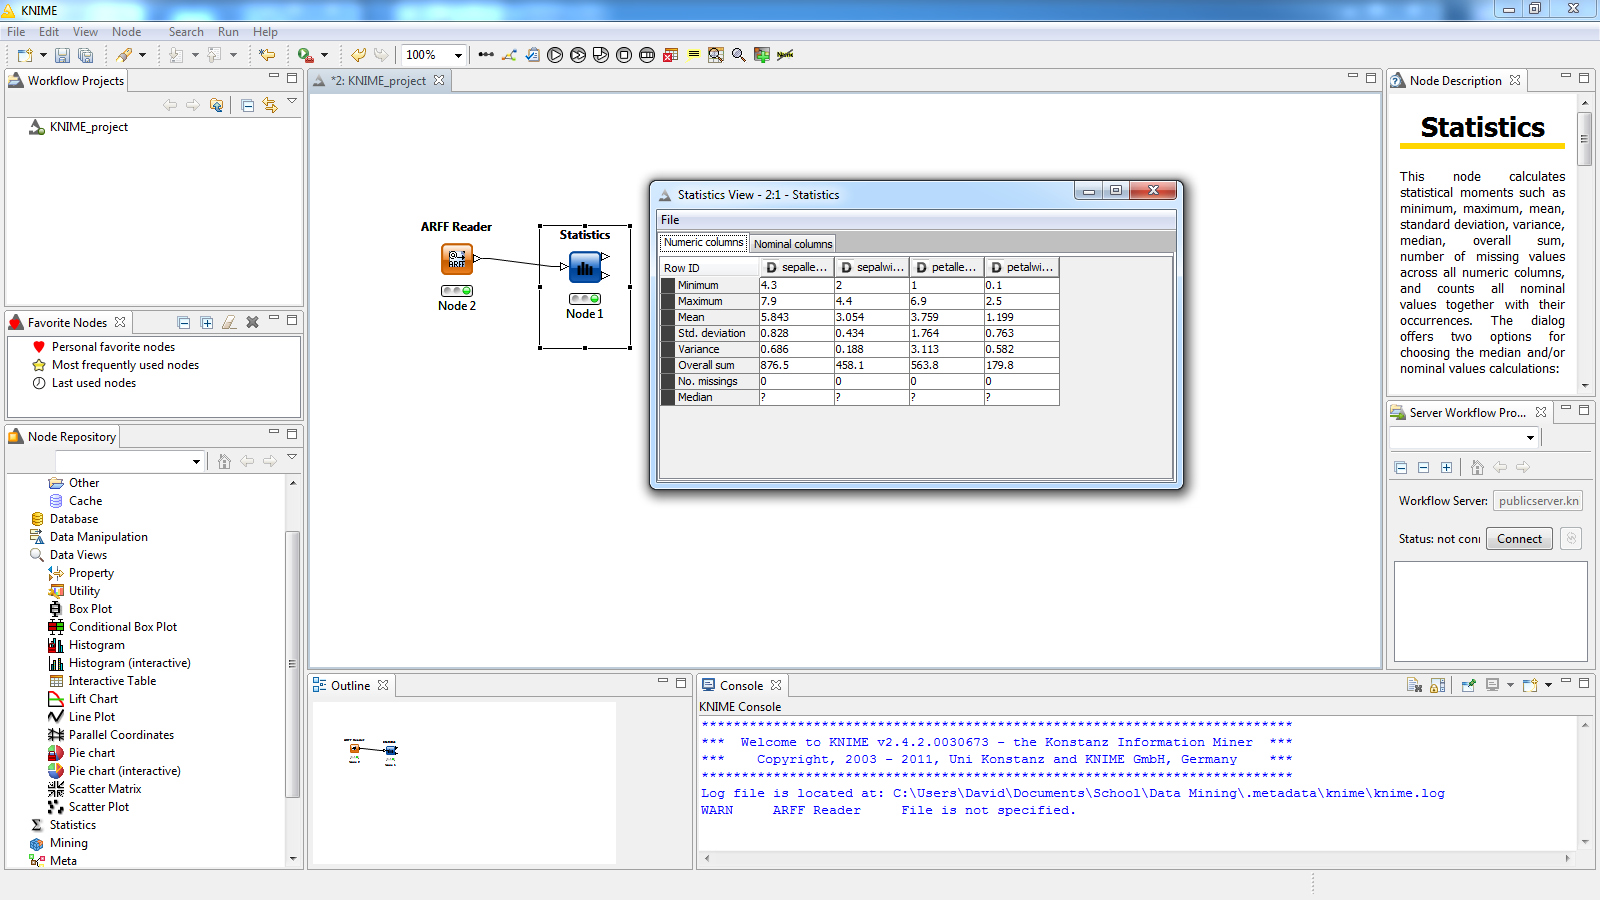 KNIME
File Edit View Node Search Run Help
100%
Workflow Projects
KNIME_project
Favorite Nodes
Personal favorite nodes
Most frequently used nodes
Last used nodes
Node Repository
Other
Cache
Database
Data Manipulation
Data Views
Property
Utility
Box Plot
Conditional Box Plot
Histogram
Histogram (interactive)
Interactive Table
Lift Chart
Line Plot
Parallel Coordinates
Pie chart
Pie chart (interactive)
Scatter Matrix
Scatter Plot
Statistics
Mining
Meta
*2: KNIME_project
ARFF Reader
ARFF
Node 2
Statistics
Node 1
Statistics View - 2:1 - Statistics
File
Numeric columns Nominal columns
Row ID D sepalle... D sepalwi... D petalle... D petalwi...
Minimum 4.3 2 1 0.1
Maximum 7.9 4.4 6.9 2.5
Mean 5.843 3.054 3.759 1.199
Std. deviation 0.828 0.434 1.764 0.763
Variance 0.686 0.188 3.113 0.582
Overall sum 876.5 458.1 563.8 179.8
No. missings 0 0 0 0
Median ? ? ? ?
Outline
Console
KNIME Console
**************************************************************************
*** Welcome to KNIME v2.4.2.0030673 - the Konstanz Information Miner ***
*** Copyright, 2003 - 2011, Uni Konstanz and KNIME GmbH, Germany ***
**************************************************************************
Log file is located at: C:\Users\David\Documents\School\Data Mining\.metadata\knime\knime.log
WARN ARFF Reader File is not specified.
Node Description
Statistics
This node calculates
statistical moments such as
minimum, maximum, mean,
standard deviation, variance,
median, overall sum,
number of missing values
across all numeric columns,
and counts all nominal
values together with their
occurrences. The dialog
offers two options for
choosing the median and/or
nominal values calculations:
Server Workflow Pro...
Workflow Server: publicserver.kn
Status: not con
Connect